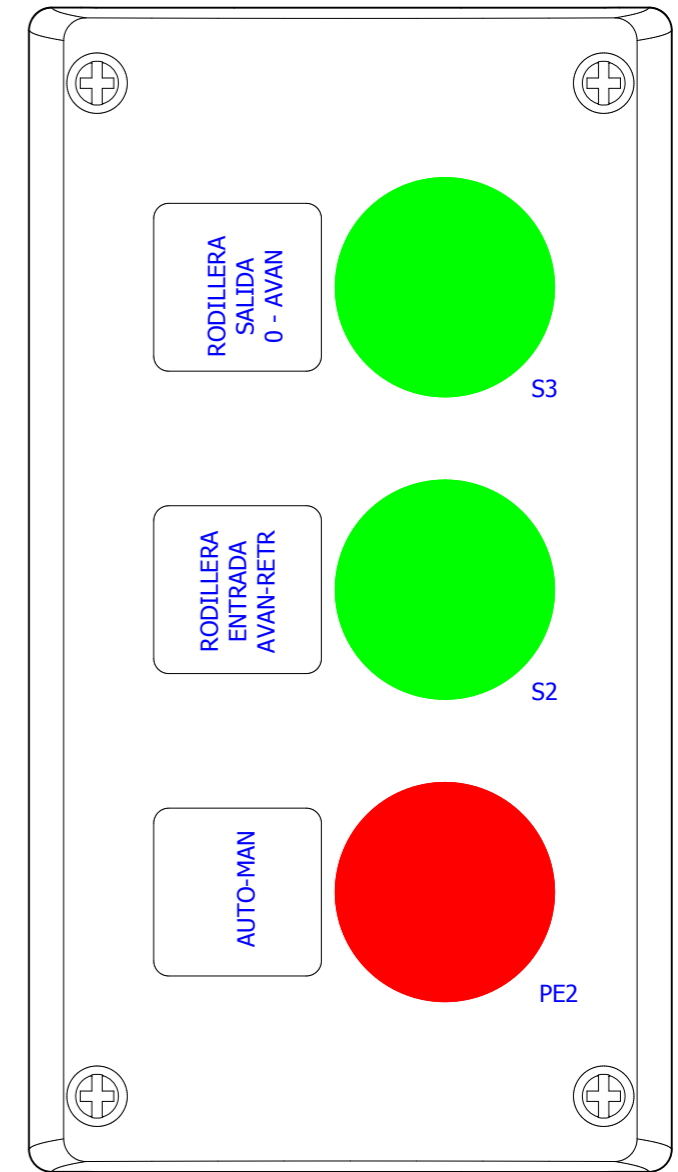 RODILLERA
SALIDA
0 - AVAN
S3
RODILLERA
ENTRADA
AVAN-RETR
S2
AUTO-MAN
PE2